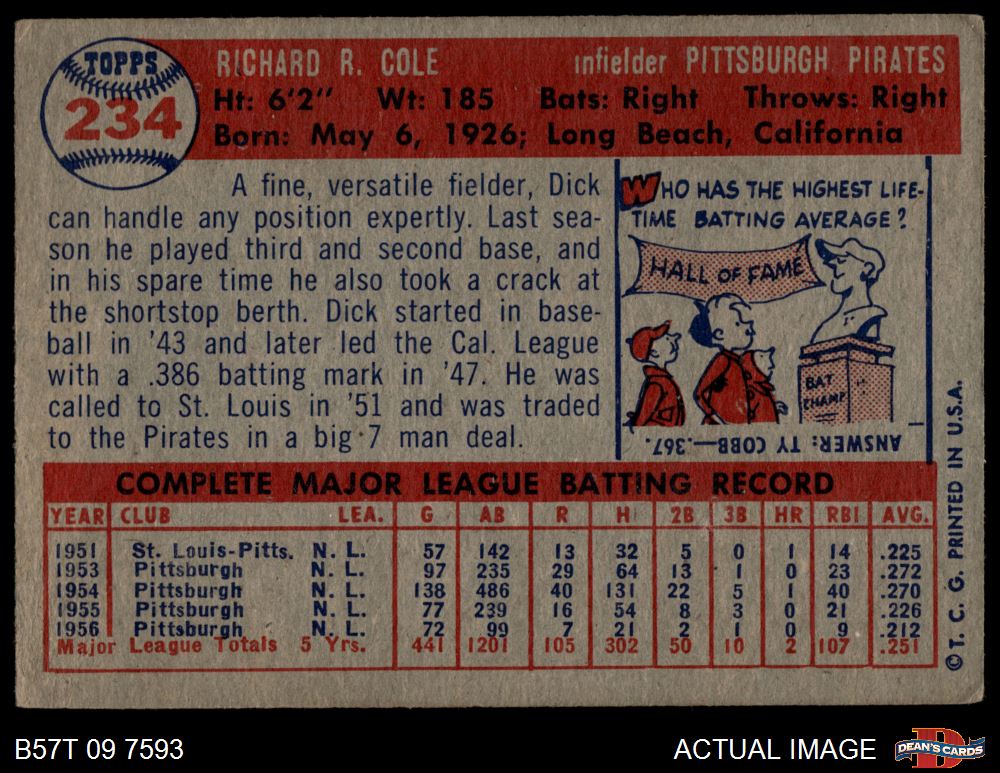 TOPPS
234
RICHARD R. COLE infielder PITTSBURGH PIRATES
Ht: 6'2" Wt: 185 Bats: Right Throws: Right
Born: May 6, 1926; Long Beach, California
A fine, versatile fielder, Dick
can handle any position expertly. Last sea-
son he played third and second base, and
in his spare time he also took a crack at
the shortstop berth. Dick started in base-
ball in '43 and later led the Cal. League
with a .386 batting mark in '47. He was
called to St. Louis in '51 and was traded
to the Pirates in a big 7 man deal.
WHO HAS THE HIGHEST LIFE-
TIME BATTING AVERAGE?
HALL OF FAME
BAT
CHAMP
ANSWER: TY COBB—.367.
COMPLETE MAJOR LEAGUE BATTING RECORD
YEAR CLUB LEA. G AB R H 2B 3B HR RBI AVG.
1951 St. Louis-Pitts. N. L. 57 142 13 32 5 0 1 14 .225
1953 Pittsburgh N. L. 97 235 29 64 13 1 0 23 .272
1954 Pittsburgh N. L. 138 486 40 131 22 5 1 40 .270
1955 Pittsburgh N. L. 77 239 16 54 8 3 0 21 .226
1956 Pittsburgh N. L. 72 99 7 21 2 1 0 9 .212
Major League Totals 5 Yrs. 441 1201 105 302 50 10 2 107 .251
© T. C. G. PRINTED IN U.S.A.
B57T 09 7593
ACTUAL IMAGE
D
DEAN'S CARDS